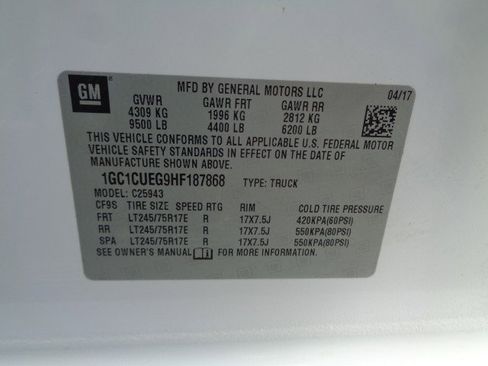 GM
MFD BY GENERAL MOTORS LLC
04/17
GVWR GAWR FRT GAWR RR
4309 KG 1996 KG 2812 KG
9500 LB 4400 LB 6200 LB
THIS VEHICLE CONFORMS TO ALL APPLICABLE U.S. FEDERAL MOTOR
VEHICLE SAFETY STANDARDS IN EFFECT ON THE DATE OF
MANUFACTURE SHOWN ABOVE.
1GC1CUEG9HF187868 TYPE: TRUCK
MODEL: C25943
CF9S TIRE SIZE SPEED RTG RIM COLD TIRE PRESSURE
FRT LT245/75R17E R 17X7.5J 420KPA(60PSI)
RR LT245/75R17E R 17X7.5J 550KPA(80PSI)
SPA LT245/75R17E R 17X7.5J 550KPA(80PSI)
SEE OWNER'S MANUAL FOR MORE INFORMATION.